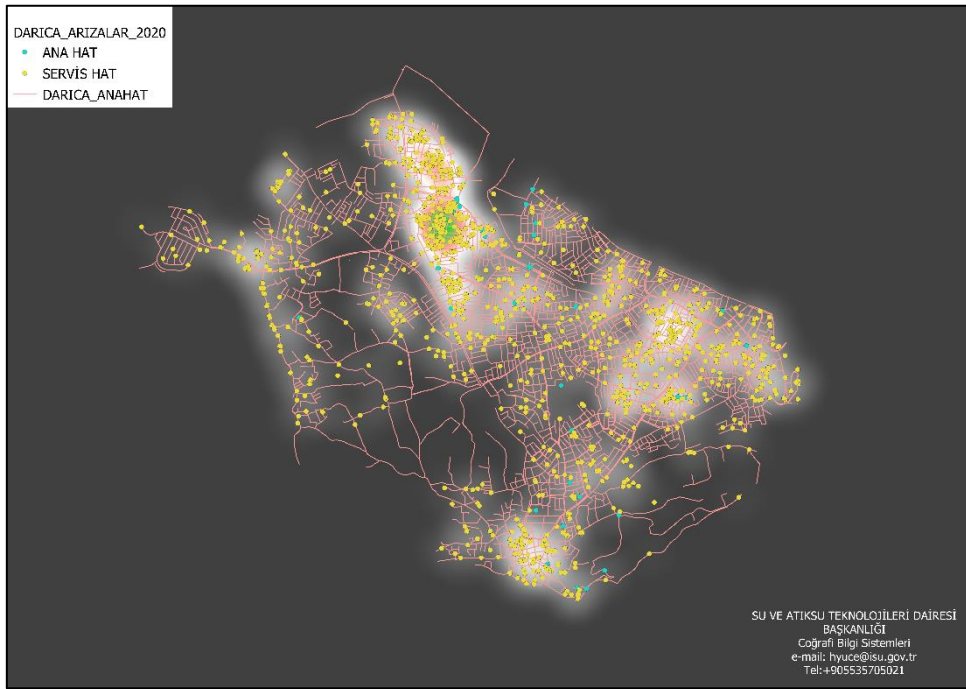 DARICA_ARIZALAR_2020
ANA HAT
SERVİS HAT
DARICA_ANAHAT
SU VE ATIKSU TEKNOLOJİLERİ DAİRESİ
BAŞKANLIĞI
Coğrafi Bilgi Sistemleri
e-mail: hyuce@isu.gov.tr
Tel:+905535705021